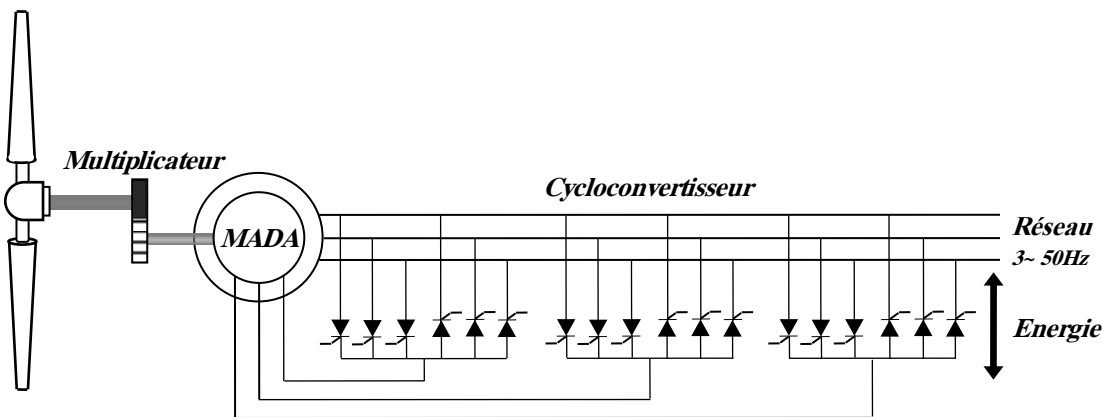 Multiplicateur
Cycloconvertisseur
MADA
Réseau
3~ 50Hz
Energie